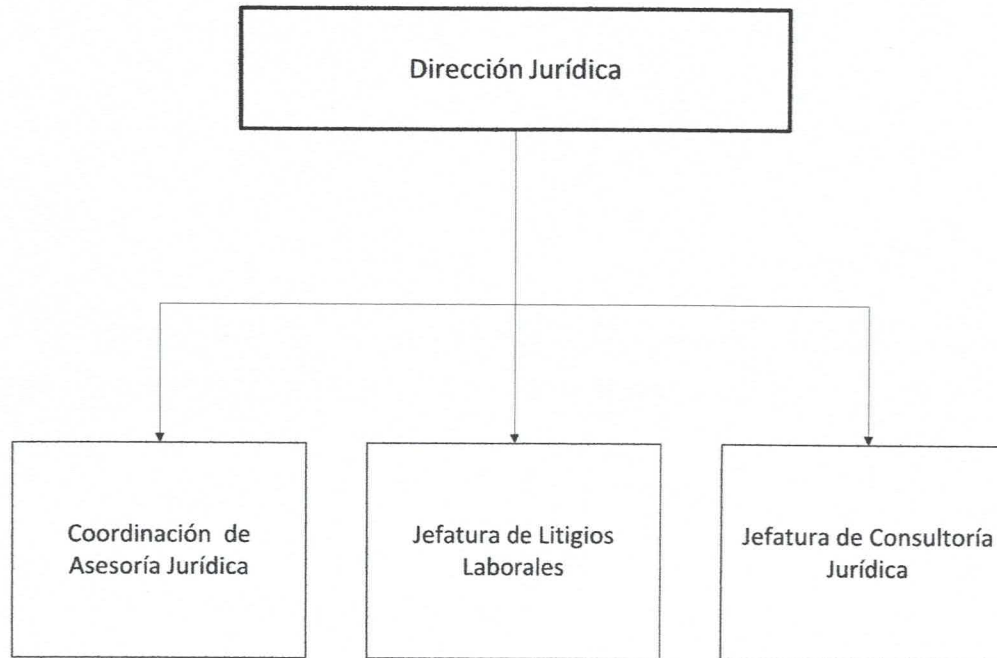 Dirección Jurídica
Coordinación de
Asesoría Jurídica
Jefatura de Litigios
Laborales
Jefatura de Consultoría
Jurídica